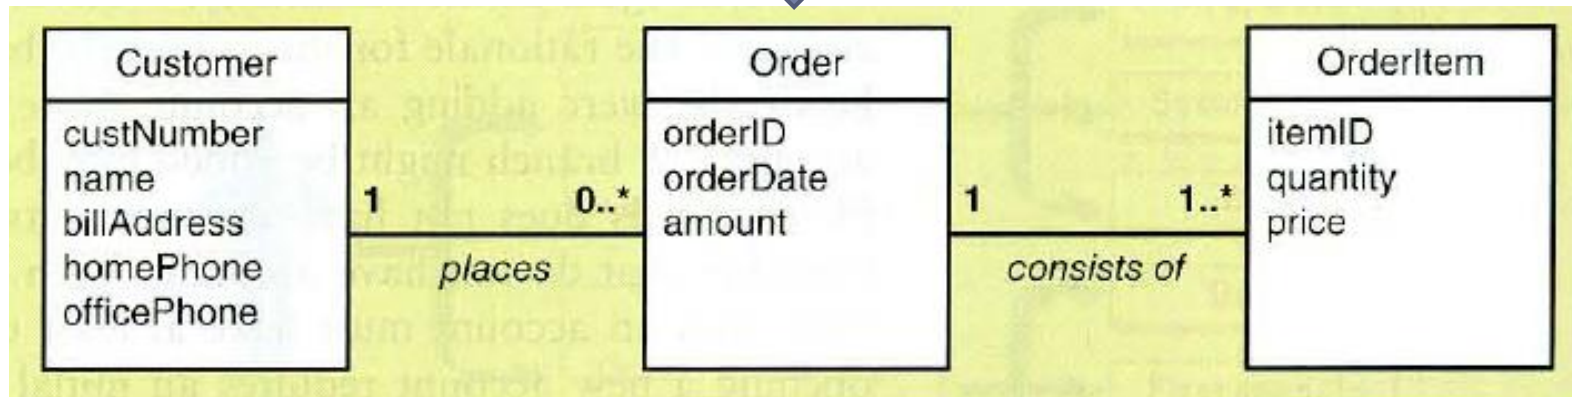 Customer
custNumber
name
billAddress
homePhone
officePhone
1
0..*
places
Order
orderID
orderDate
amount
1
1..*
consists of
OrderItem
itemID
quantity
price